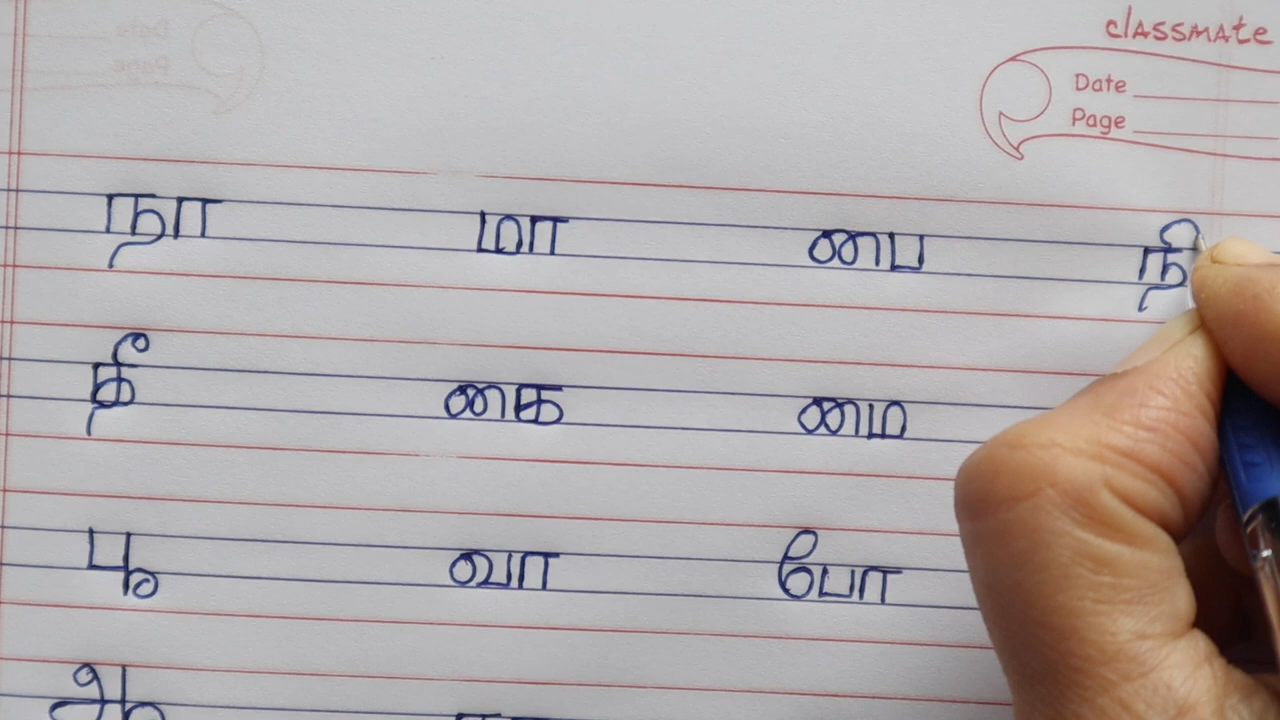 classmate
Date
Page
நா மா பை நி
தீ கை மை
பூ வா போ